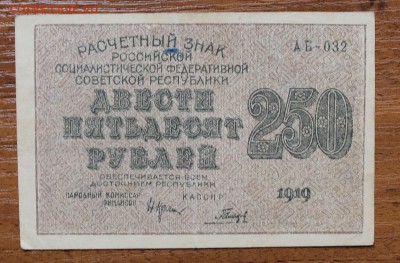 РАСЧЕТНЫЙ ЗНАК
АБ-032
РОССИЙСКОЙ
СОЦИАЛИСТИЧЕСКОЙ ФЕДЕРАТИВНОЙ
СОВЕТСКОЙ РЕСПУБЛИКИ
ДВЕСТИ
ПЯТЬДЕСЯТ
РУБЛЕЙ
250
ОБЕСПЕЧИВАЕТСЯ ВСЕМ
ДОСТОЯНИЕМ РЕСПУБЛИКИ
НАРОДНЫЙ КОМИССАР
ФИНАНСОВ
КАССИР
1919